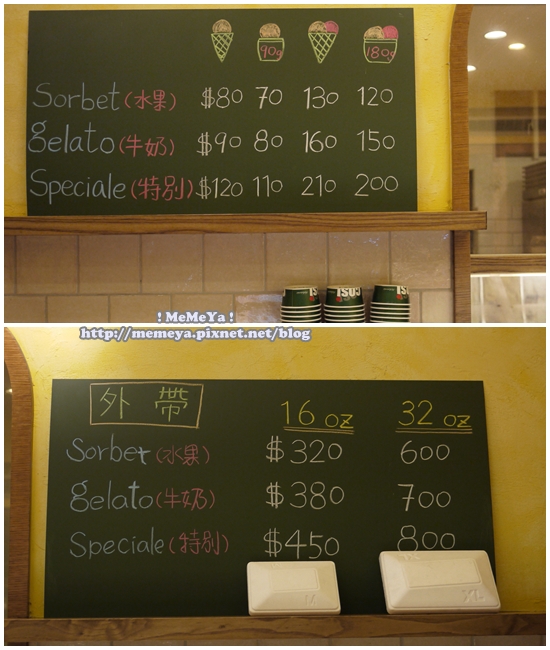 90g 180g
Sorbet(水果) $80 70 130 120
gelato(牛奶) $90 80 160 150
Speciale(特別) $120 110 210 200
! MeMeYa !
http://memeya.pixnet.net/blog
外帶 16 oz 32 oz
Sorbet(水果) $320 600
gelato(牛奶) $380 700
Speciale(特別) $450 800
XL